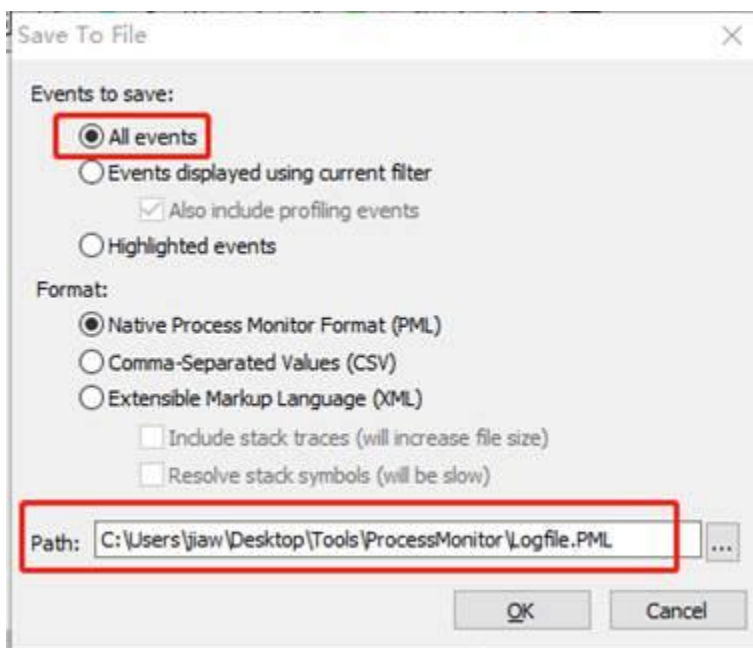 Save To File
Events to save:
All events
Events displayed using current filter
Also include profiling events
Highlighted events
Format:
Native Process Monitor Format (PML)
Comma-Separated Values (CSV)
Extensible Markup Language (XML)
Include stack traces (will increase file size)
Resolve stack symbols (will be slow)
Path: C:\Users\jiaw\Desktop\Tools\ProcessMonitor\Logfile.PML ...
OK Cancel